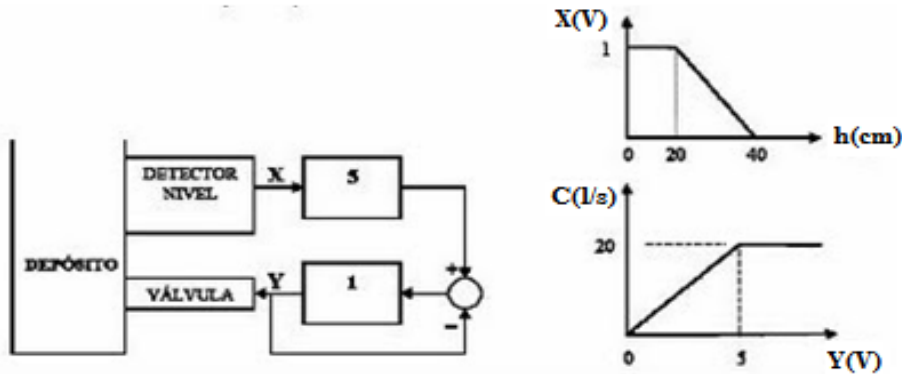 X(V)
1
0 20 40
h(cm)
DETECTOR
NIVEL
X
5
DEPÓSITO
VÁLVULA
Y
1
+
−
C(l/s)
20
0 5
Y(V)